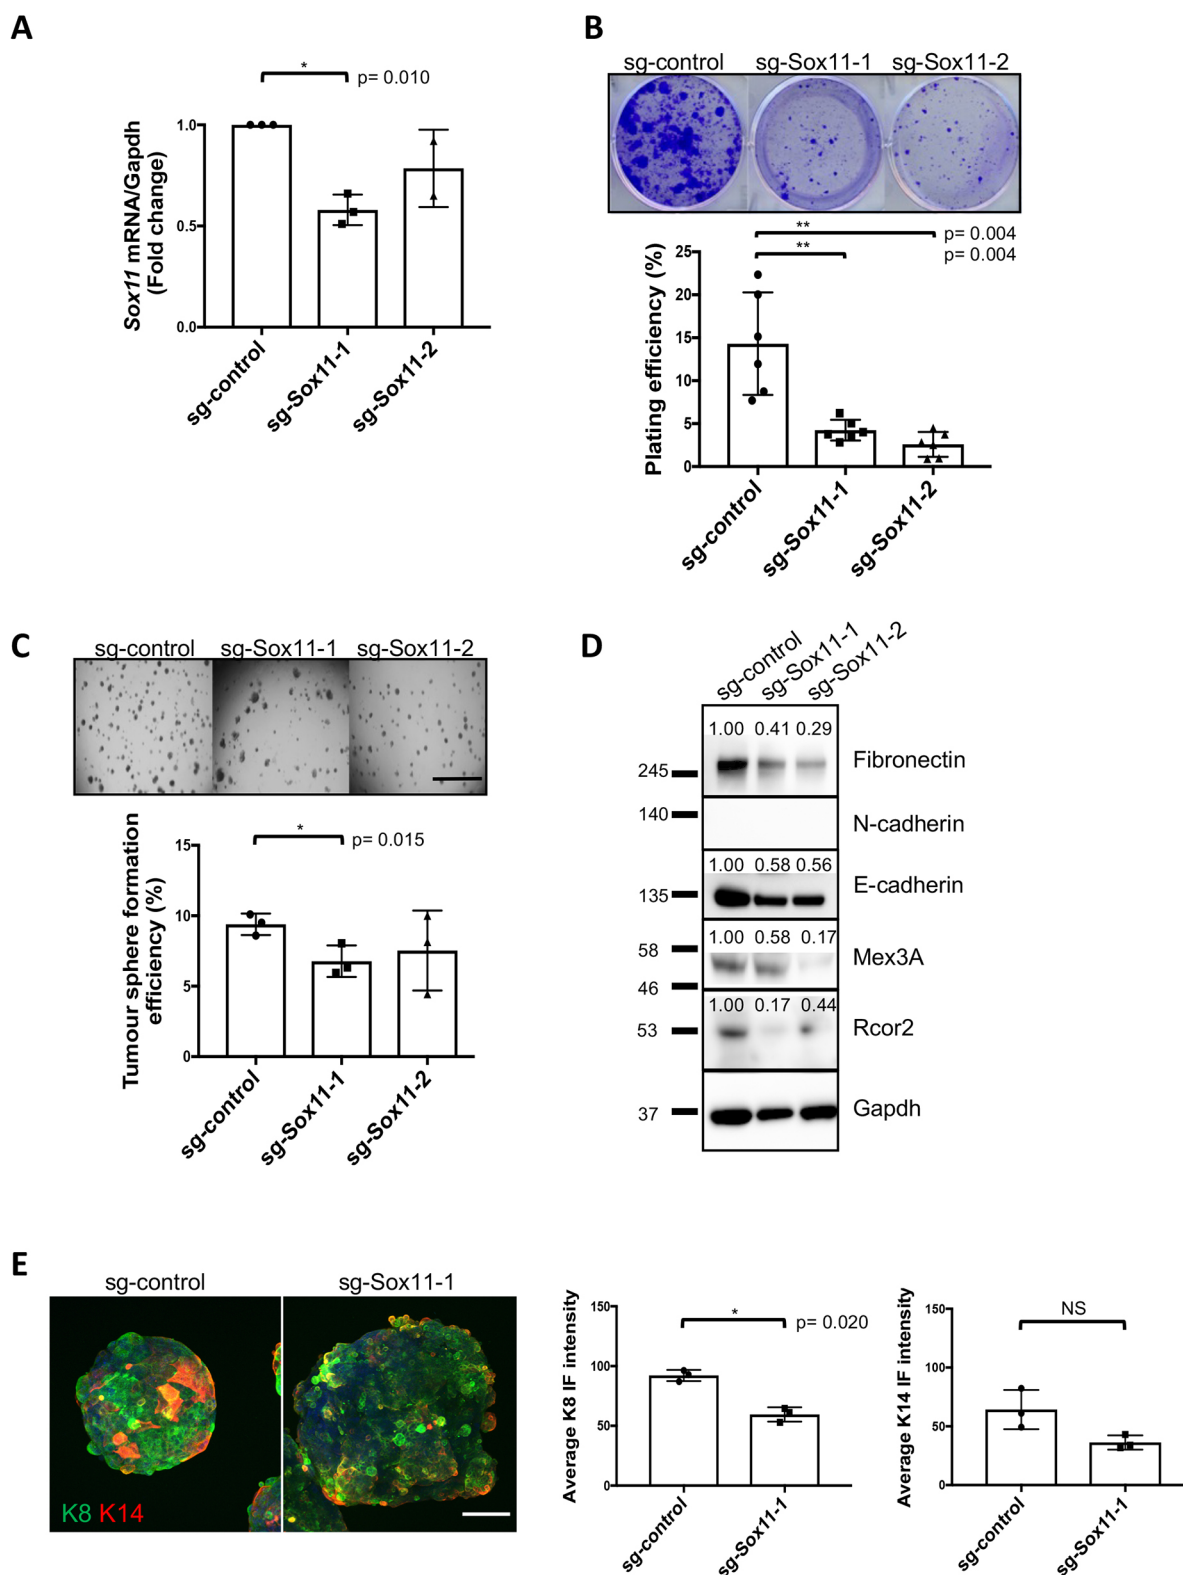 A
*
p= 0.010
Sox11 mRNA/Gapdh
(Fold change)
1.0
0.5
0.0
sg-control
sg-Sox11-1
sg-Sox11-2
B
sg-control sg-Sox11-1 sg-Sox11-2
** p= 0.004
** p= 0.004
Plating efficiency (%)
25
20
15
10
5
0
sg-control
sg-Sox11-1
sg-Sox11-2
C
sg-control sg-Sox11-1 sg-Sox11-2
*
p= 0.015
Tumour sphere formation
efficiency (%)
15
10
5
0
sg-control
sg-Sox11-1
sg-Sox11-2
D
sg-control
sg-Sox11-1
sg-Sox11-2
1.00 0.41 0.29
245
Fibronectin
140
N-cadherin
1.00 0.58 0.56
135
E-cadherin
1.00 0.58 0.17
58
Mex3A
46
1.00 0.17 0.44
53
Rcor2
37
Gapdh
E
sg-control sg-Sox11-1
K8 K14
Average K8 IF intensity
150
100
50
0
*
p= 0.020
sg-control
sg-Sox11-1
Average K14 IF intensity
150
100
50
0
NS
sg-control
sg-Sox11-1